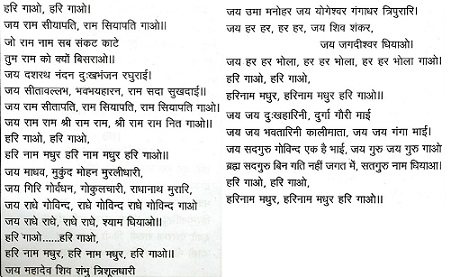 हरि गाओ, हरि गाओ।
जय राम सीयापति, राम सियापति गाओ।।
जो राम नाम सब संकट काटे
तुम राम को क्यों बिसराओ।।
जय दशरथ नंदन दुःखभंजन रघुराई।
जय सीतावल्लभ, भवभयहारन, राम सदा सुखदाई।।
जय राम सीतापति, राम सियापति, राम सियापति गाओ।
जय राम राम श्री राम राम, श्री राम राम नित गाओ।।
हरि गाओ, हरि गाओ,
हरि नाम मधुर हरि नाम मधुर हरि गाओ।।
जय माधव, मुकुंद मोहन मुरलीधारी,
जय गिरि गोर्वधन, गोकुलचारी, राधानाथ मुरारि,
जय राधे गोविन्द, राधे गोविन्द राधे गोविन्द गाओ
जय राधे राधे, राधे राधे, श्याम धियाओ।।
हरि गाओ......हरि गाओ,
हरि नाम मधुर, हरि नाम मधुर, हरि गाओ।।
जय महादेव शिव शंभु त्रिशूलधारी
जय उमा मनोहर जय योगेश्वर गंगाधर त्रिपुरारि।
जय हर हर, हर हर, जय शिव शंकर,
जय जगदीश्वर धियाओ।
जय हर हर भोला, हर हर भोला, हर हर भोला गाओ।
हरि गाओ, हरि गाओ,
हरिनाम मधुर, हरिनाम मधुर हरि गाओ।।
जय जय दुःखहारिनी, दुर्गा गौरी माई
जय जय भवतारिनी कालीमाता, जय जय गंगा माई।
जय सदगुरु गोविन्द एक है भाई, जय गुरु जय गुरु गाओ
ब्रह्म सदगुरु बिन गति नहीं जगत में, सतगुरु नाम धियाओ।
हरि गाओ, हरि गाओ,
हरिनाम मधुर, हरिनाम मधुर हरि गाओ।।